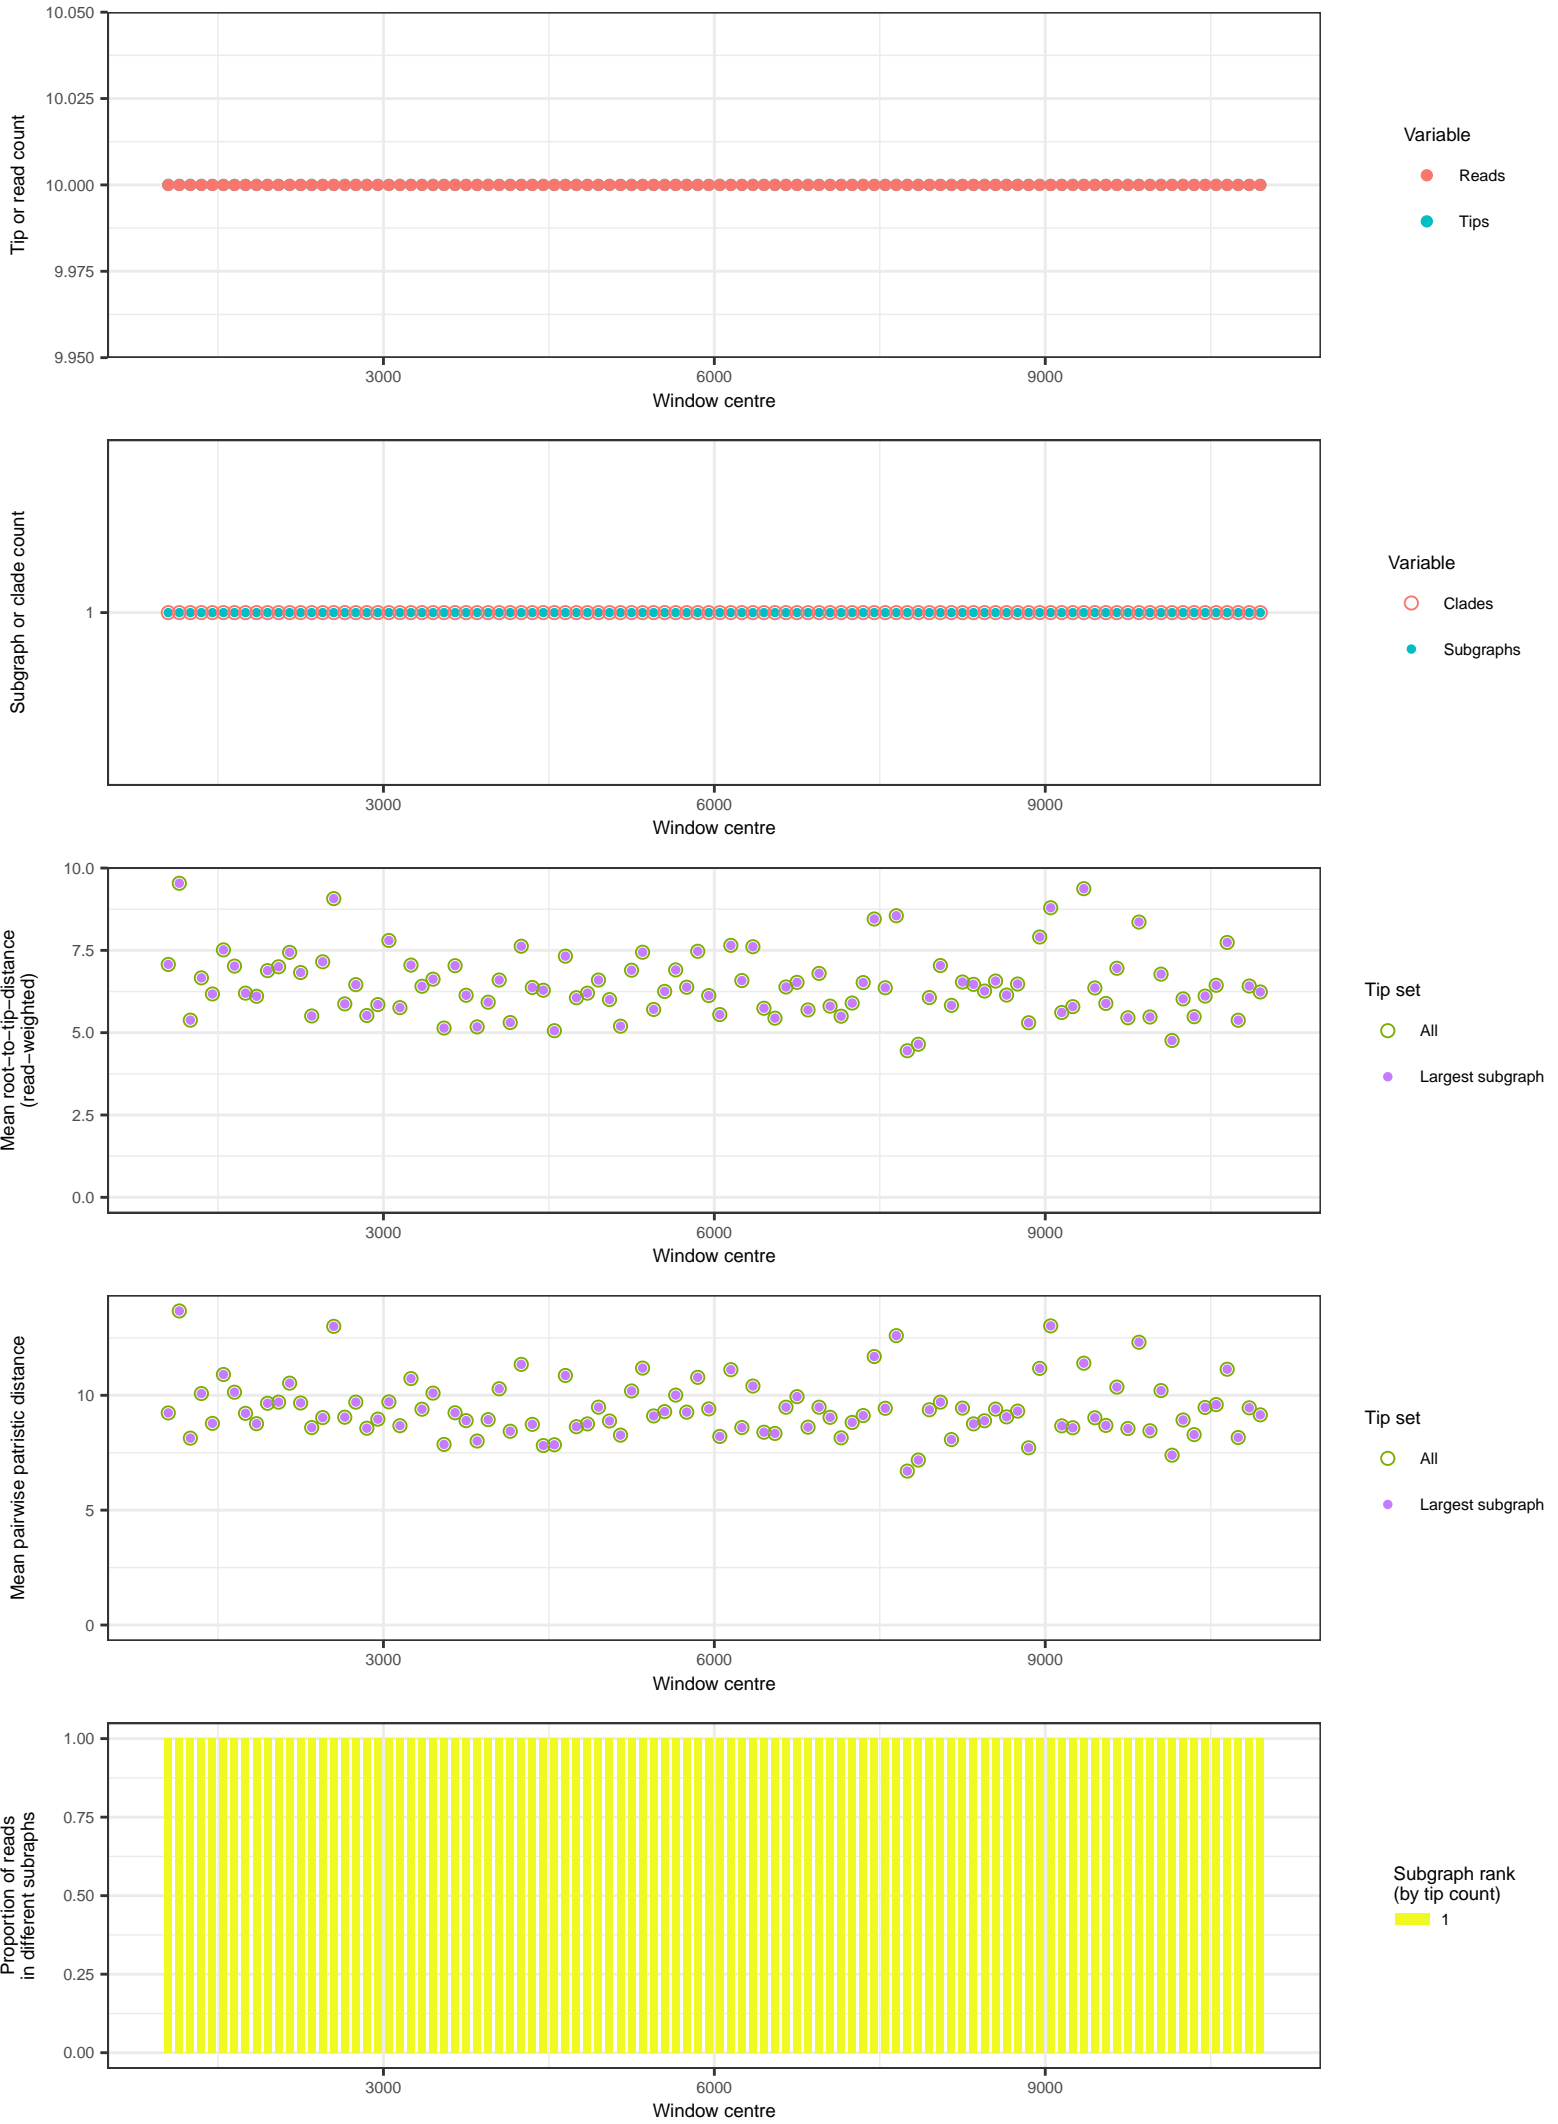 10.050
10.025
10.000
9.975
9.950
Tip or read count
3000
6000
9000
Window centre
Variable
Reads
Tips
Subgraph or clade count
1
3000
6000
9000
Window centre
Variable
Clades
Subgraphs
10.0
7.5
5.0
2.5
0.0
Mean root−to−tip−distance
(read−weighted)
3000
6000
9000
Window centre
Tip set
All
Largest subgraph
10
5
0
Mean pairwise patristic distance
3000
6000
9000
Window centre
Tip set
All
Largest subgraph
1.00
0.75
0.50
0.25
0.00
Proportion of reads
in different subraphs
3000
6000
9000
Window centre
Subgraph rank
(by tip count)
1